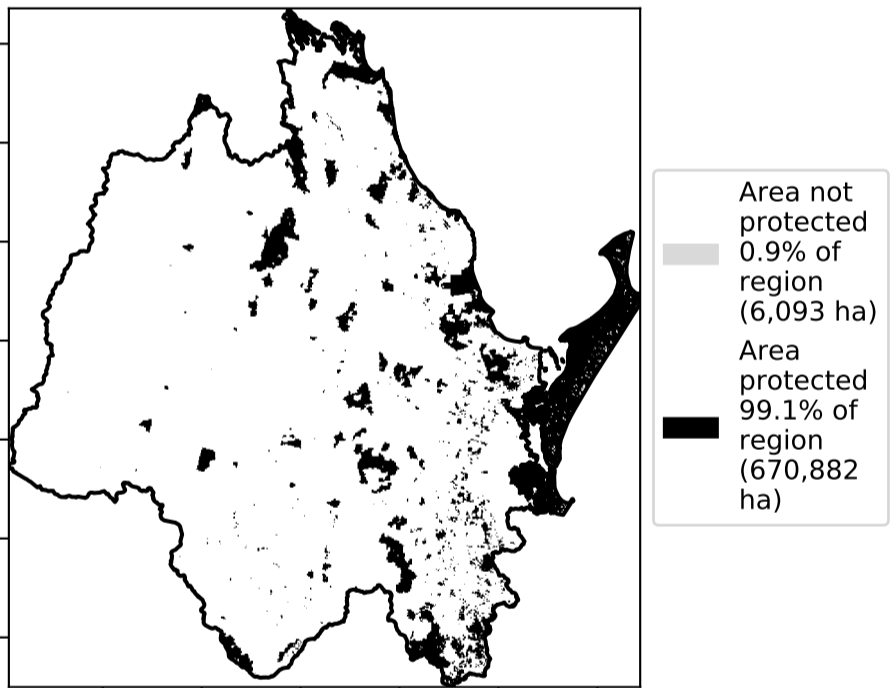 Area not
protected
0.9% of
region
(6,093 ha)
Area
protected
99.1% of
region
(670,882
ha)